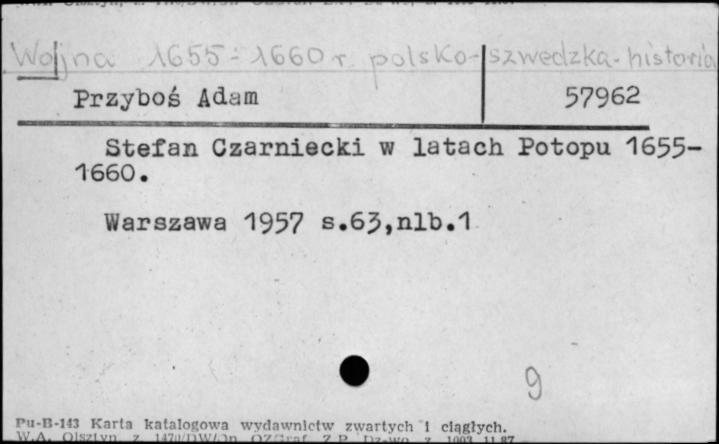 Wojna 1655-1660 r. polsko-szwedzka-historia
Przyboś Adam 57962
Stefan Czarniecki w latach Potopu 1655-
1660.
Warszawa 1957 s.63,nlb.1
9
Pu-B-143 Karta katalogowa wydawnictw zwartych i ciągłych.
W.A. Olsztyn z.